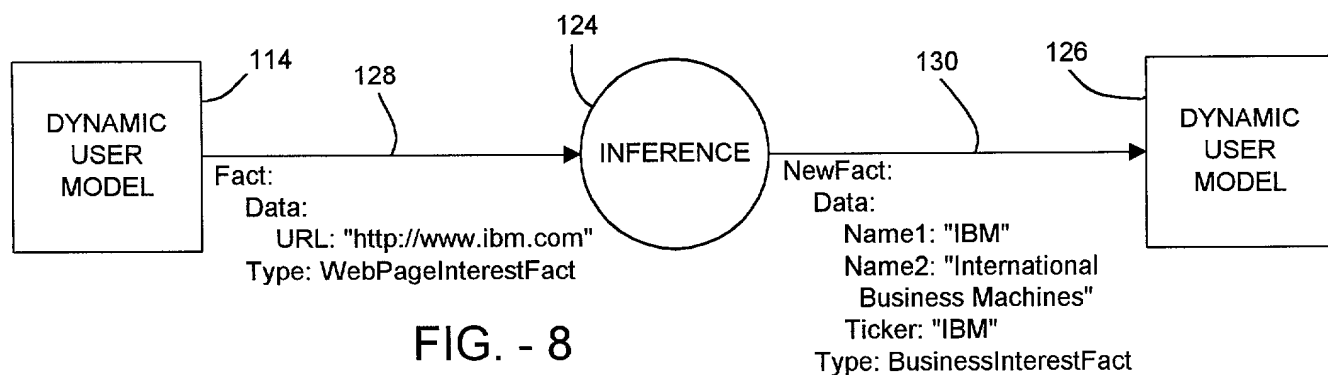 114
128
124
130
126
DYNAMIC
USER
MODEL
INFERENCE
DYNAMIC
USER
MODEL
Fact:
Data:
URL: "http://www.ibm.com"
Type: WebPageInterestFact
NewFact:
Data:
Name1: "IBM"
Name2: "International
Business Machines"
Ticker: "IBM"
Type: BusinessInterestFact
FIG. - 8